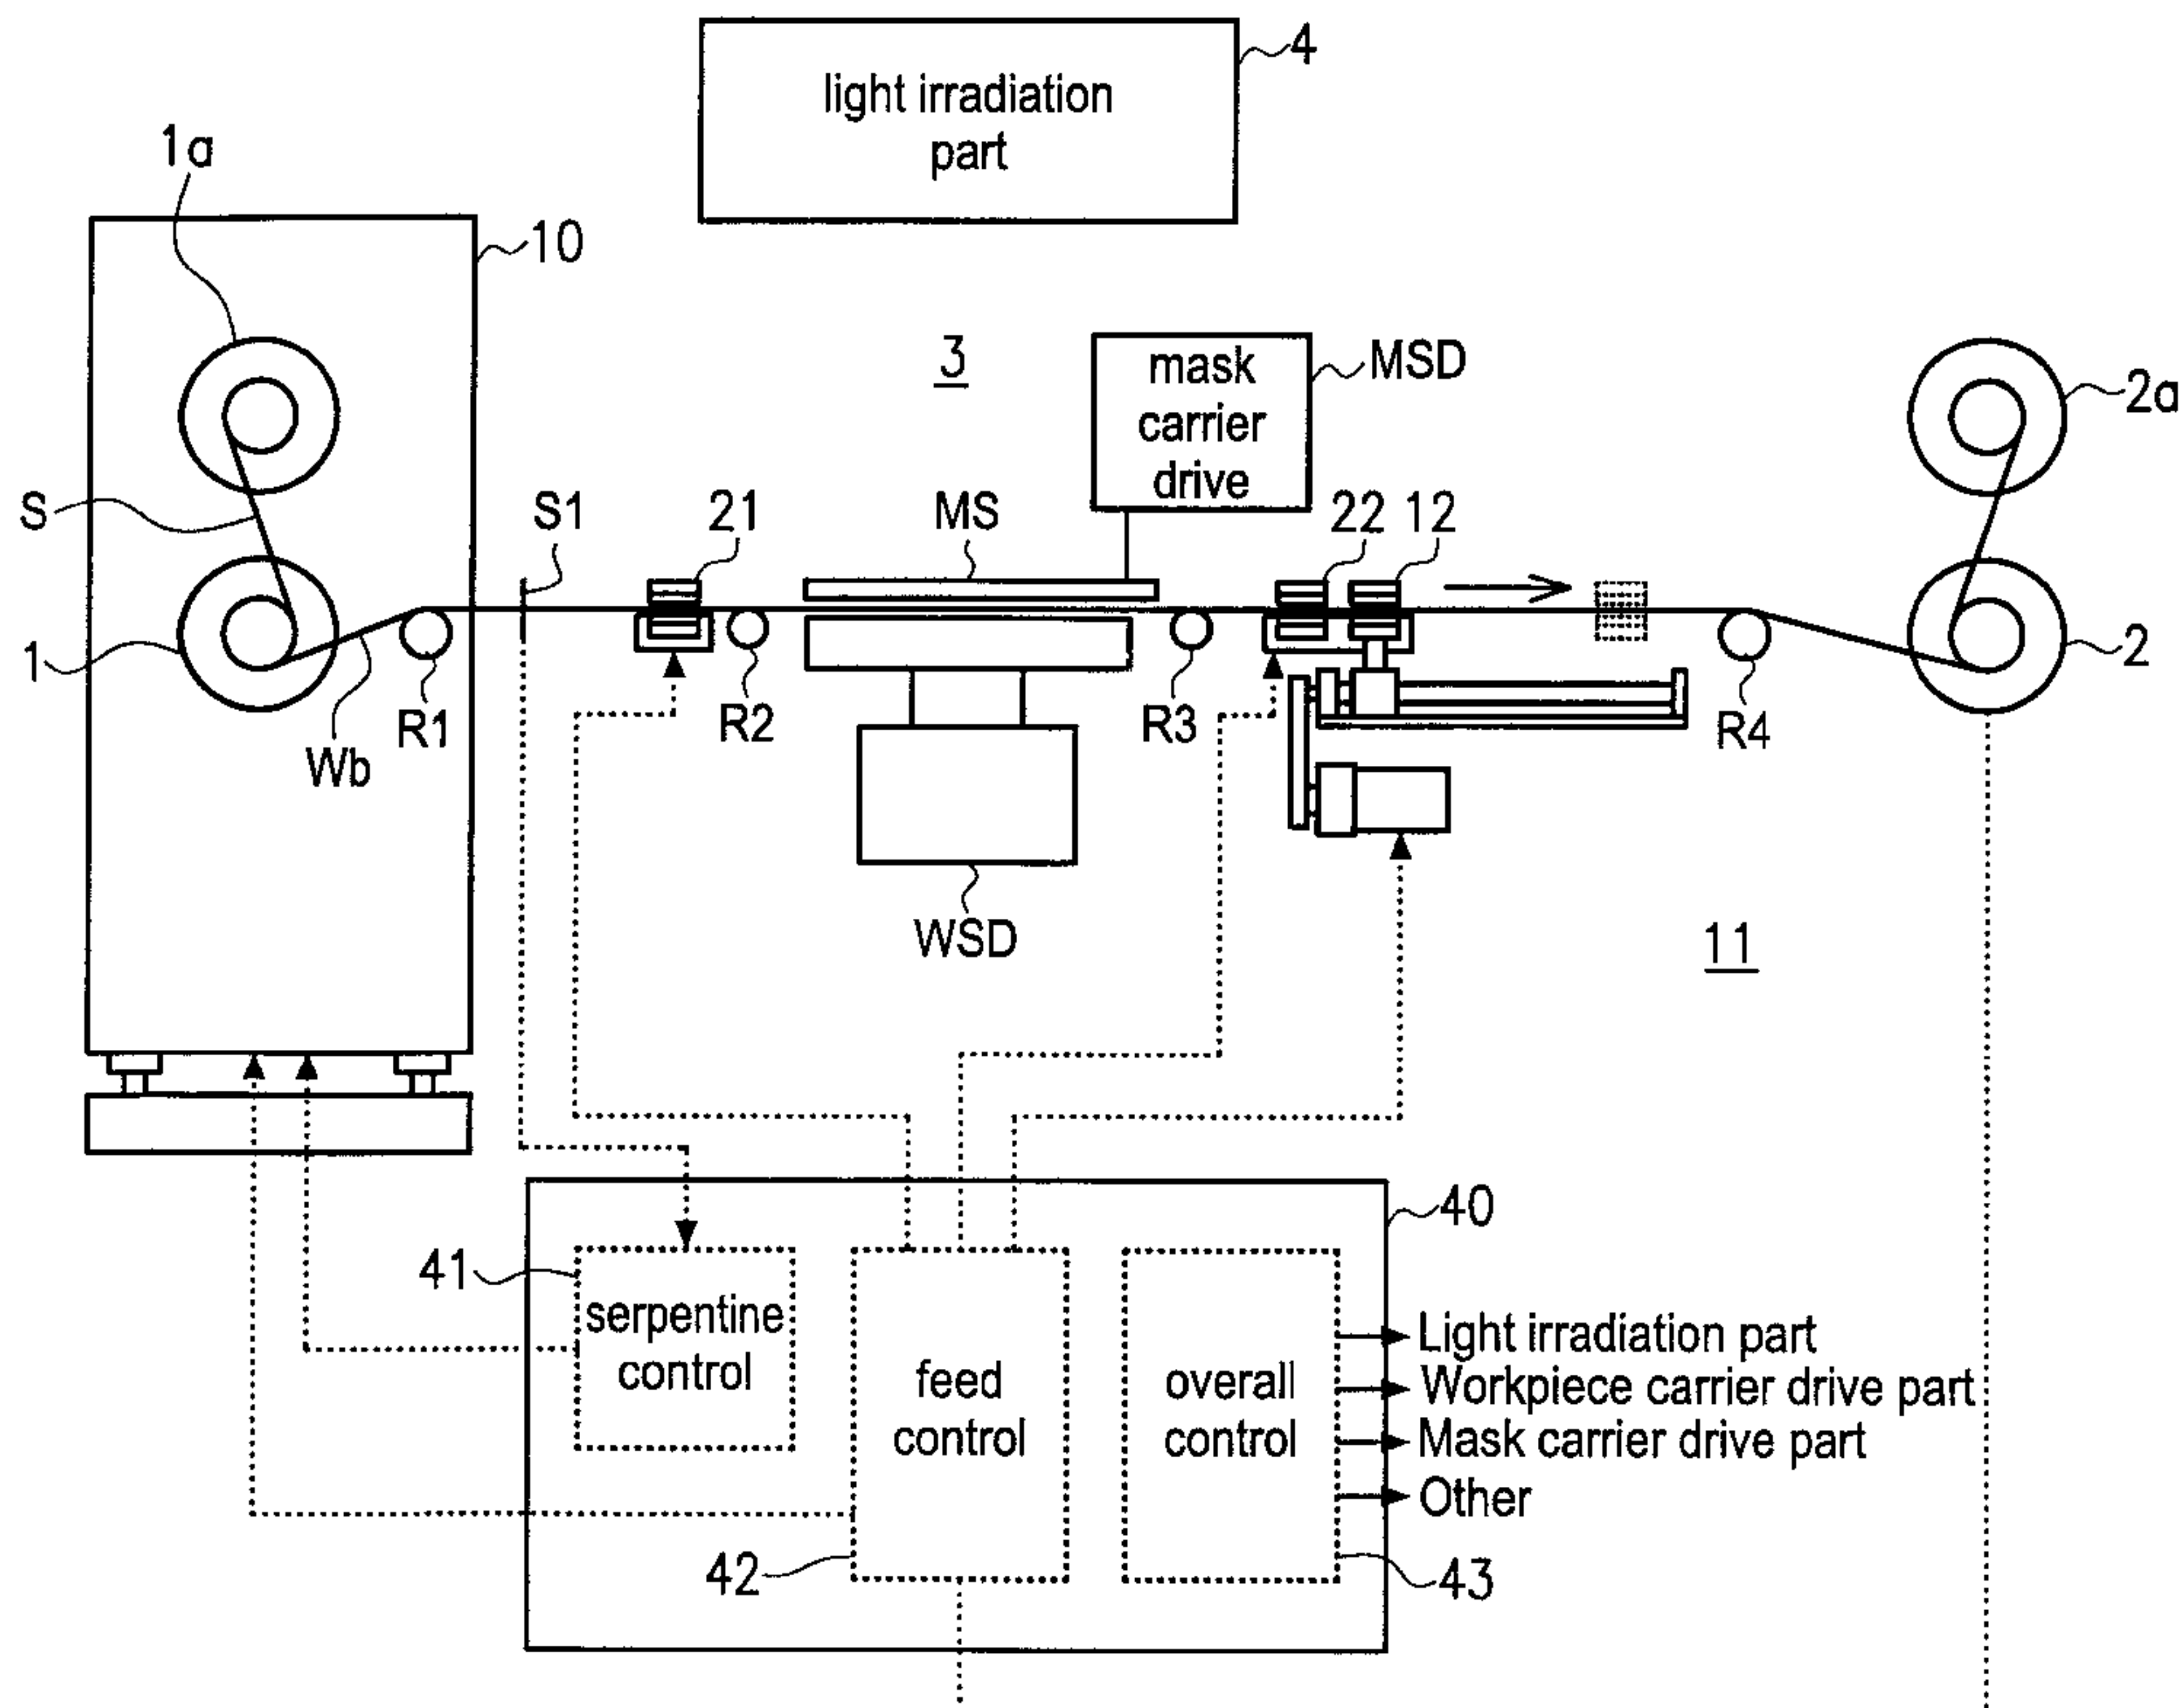 4
light irradiation
part
1a
10
3
mask
carrier
drive
MSD
2a
S
S1
21
MS
22
12
1
Wb
R1
R2
R3
R4
2
WSD
11
40
41
serpentine
control
feed
control
overall
control
Light irradiation part
Workpiece carrier drive part
Mask carrier drive part
Other
42
43